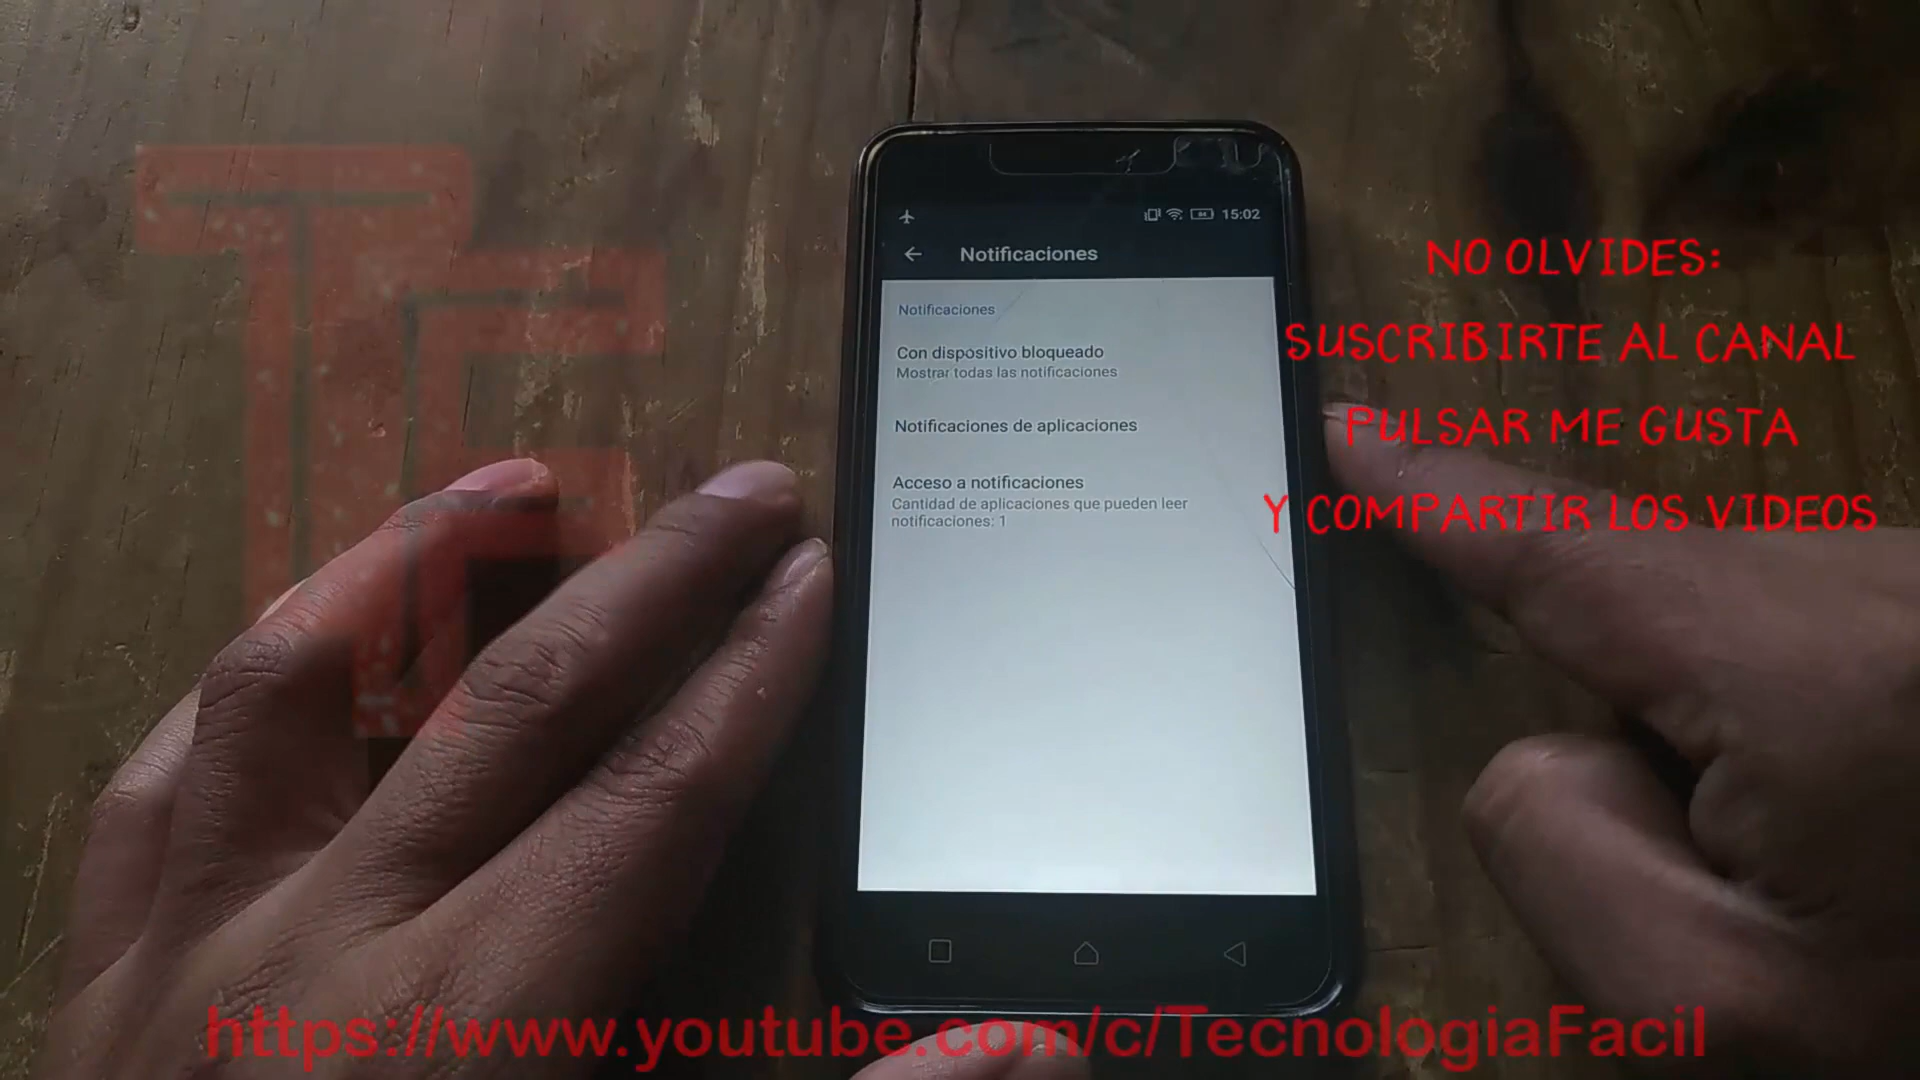 TF
15:02
Notificaciones
Notificaciones
Con dispositivo bloqueado
Mostrar todas las notificaciones
Notificaciones de aplicaciones
Acceso a notificaciones
Cantidad de aplicaciones que pueden leer
notificaciones: 1
NO OLVIDES:
SUSCRIBIRTE AL CANAL
PULSAR ME GUSTA
Y COMPARTIR LOS VIDEOS
https://www.youtube.com/c/TecnologiaFacil